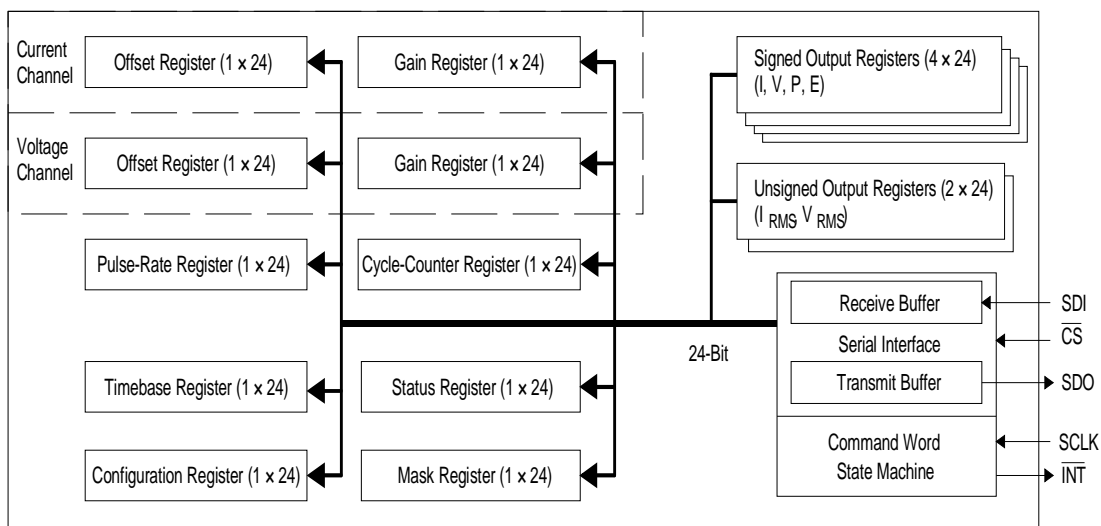 Current
Channel
Offset Register (1 × 24)
Gain Register (1 × 24)
Signed Output Registers (4 × 24)
(I, V, P, E)
Voltage
Channel
Offset Register (1 × 24)
Gain Register (1 × 24)
Unsigned Output Registers (2 × 24)
(I RMS, V RMS)
Pulse-Rate Register (1 × 24)
Cycle-Counter Register (1 × 24)
Receive Buffer
SDI
24-Bit
Serial Interface
CS
Timebase Register (1 × 24)
Status Register (1 × 24)
Transmit Buffer
SDO
Configuration Register (1 × 24)
Mask Register (1 × 24)
Command Word
State Machine
SCLK
INT